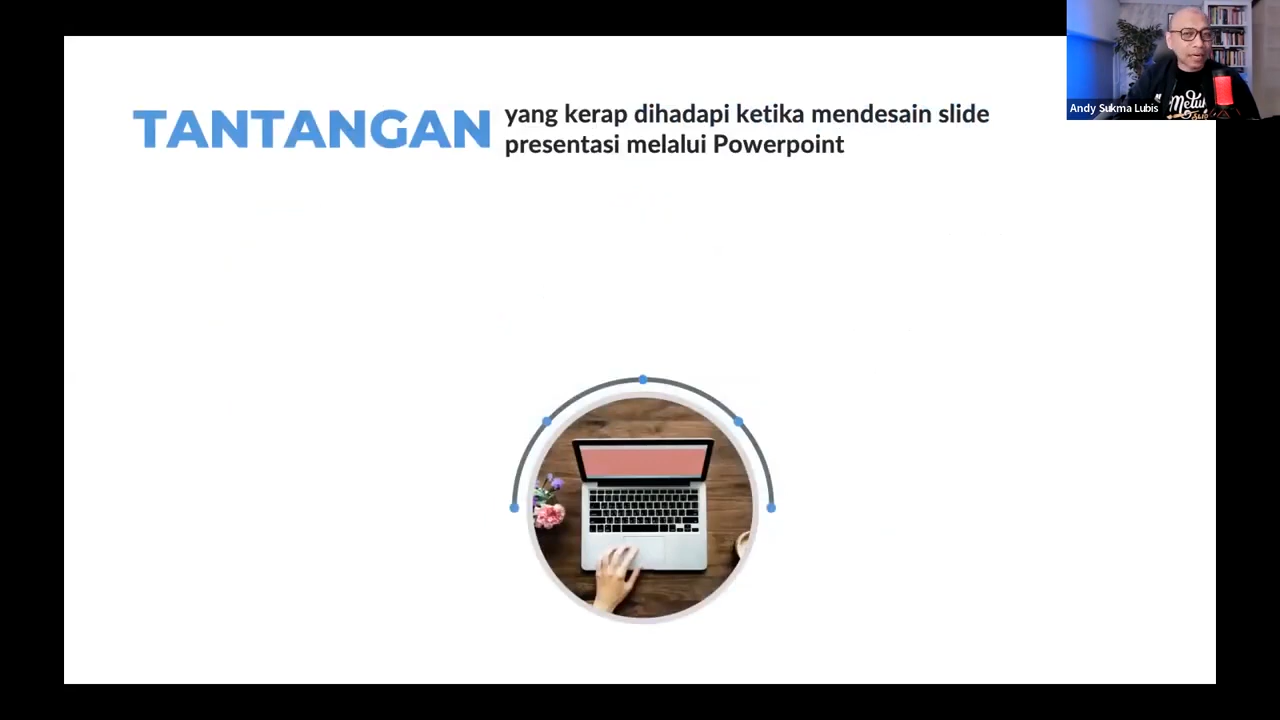 TANTANGAN
yang kerap dihadapi ketika mendesain slide
presentasi melalui Powerpoint
Andy Sukma Lubis